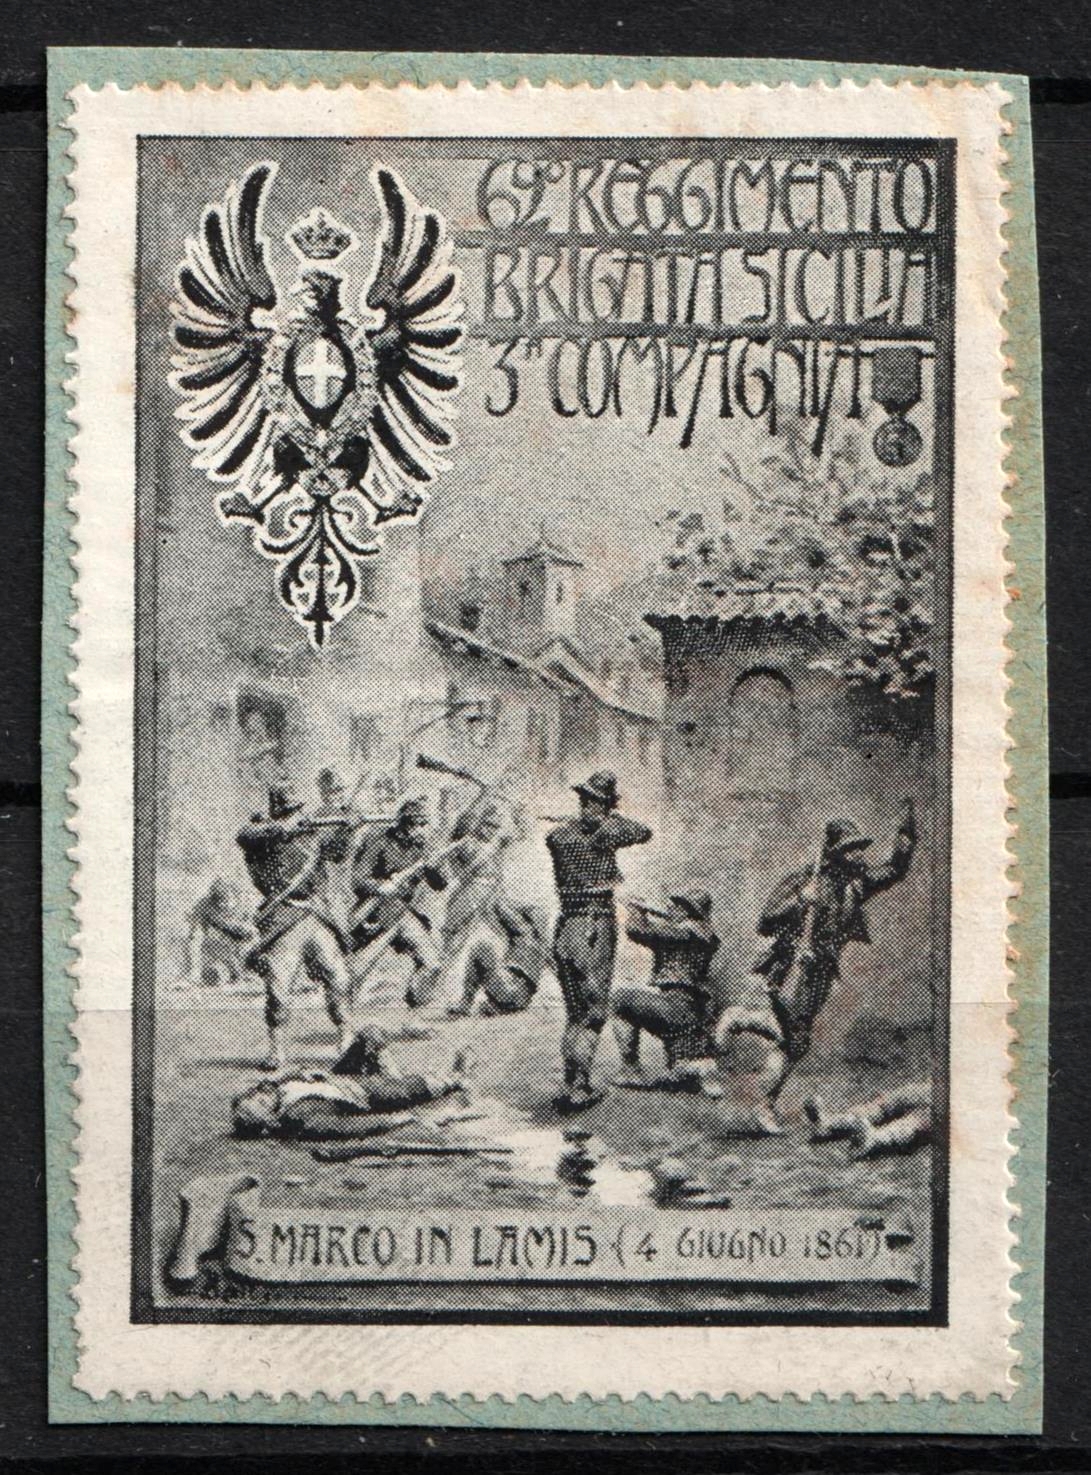 69° REGGIMENTO
BRIGATA SICILIA
3ª COMPAGNIA
S. MARCO IN LAMIS (4 GIUGNO 1861)